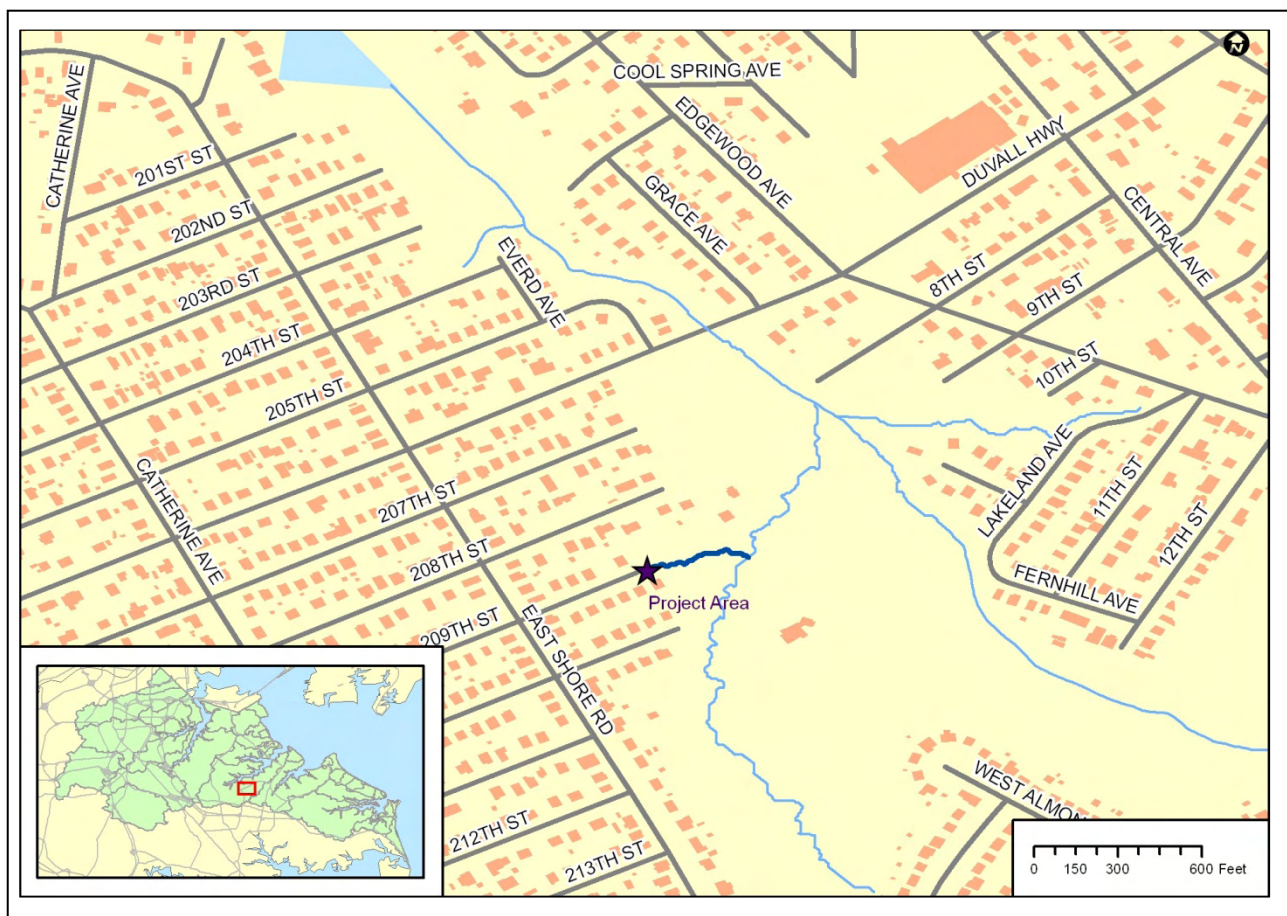 N
COOL SPRING AVE
CATHERINE AVE
EDGEWOOD AVE
DUVALL HWY
201ST ST
GRACE AVE
CENTRAL AVE
202ND ST
EVERD AVE
8TH ST
203RD ST
9TH ST
204TH ST
10TH ST
205TH ST
LAKELAND AVE
11TH ST
CATHERINE AVE
207TH ST
12TH ST
208TH ST
FERNHILL AVE
Project Area
209TH ST
EAST SHORE RD
WEST ALMON
212TH ST
213TH ST
0 150 300 600 Feet